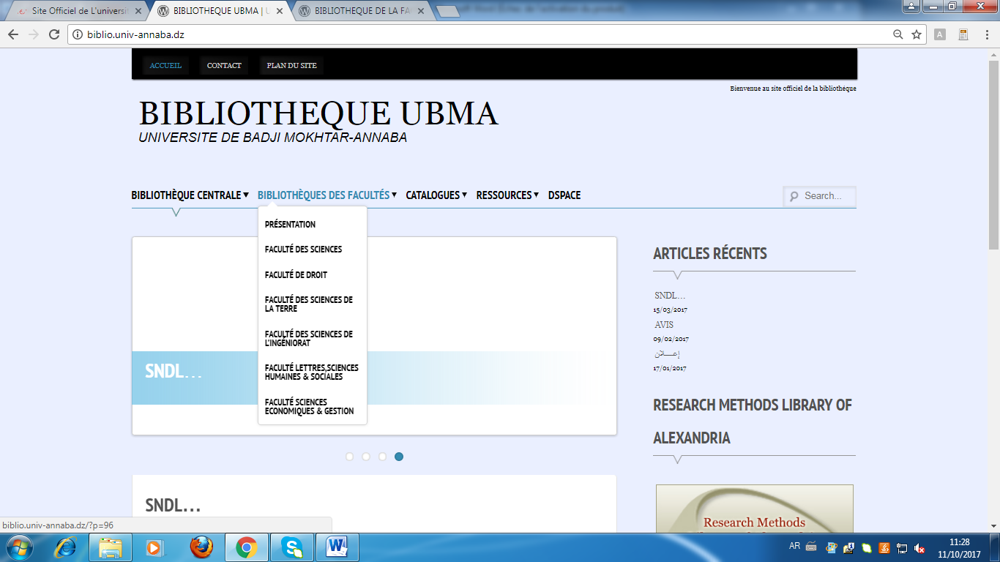 Site Officiel de L'universit
BIBLIOTHEQUE UBMA | U
BIBLIOTHEQUE DE LA FA
biblio.univ-annaba.dz
ACCUEIL
CONTACT
PLAN DU SITE
Bienvenue au site officiel de la bibliothèque
BIBLIOTHEQUE UBMA
UNIVERSITE DE BADJI MOKHTAR-ANNABA
BIBLIOTHÈQUE CENTRALE
BIBLIOTHÈQUES DES FACULTÉS
CATALOGUES
RESSOURCES
DSPACE
Search...
PRÉSENTATION
FACULTÉ DES SCIENCES
FACULTÉ DE DROIT
FACULTÉ DES SCIENCES DE
LA TERRE
FACULTÉ DES SCIENCES DE
L'INGÉNIORAT
FACULTÉ LETTRES,SCIENCES
HUMAINES & SOCIALES
FACULTÉ SCIENCES
ECONOMIQUES & GESTION
SNDL…
ARTICLES RÉCENTS
SNDL…
15/03/2017
AVIS
09/02/2017
إعـــلان
17/01/2017
RESEARCH METHODS LIBRARY OF
ALEXANDRIA
Research Methods
SNDL…
biblio.univ-annaba.dz/?p=96
AR
11:28
11/10/2017